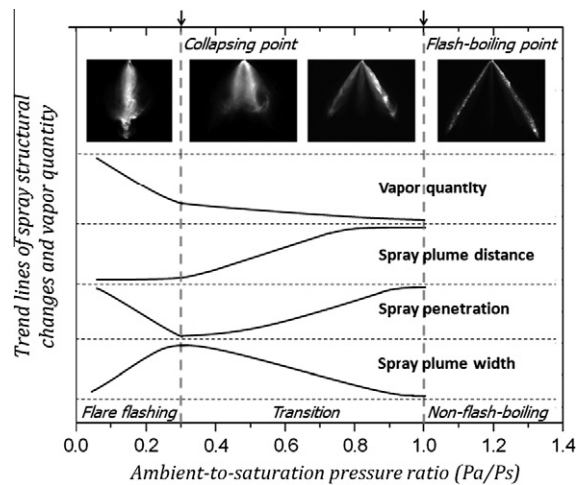 Collapsing point
Flash-boiling point
Trend lines of spray structural
changes and vapor quantity
Vapor quantity
Spray plume distance
Spray penetration
Spray plume width
Flare flashing
Transition
Non-flash-boiling
0.0 0.2 0.4 0.6 0.8 1.0 1.2 1.4
Ambient-to-saturation pressure ratio (Pa/Ps)